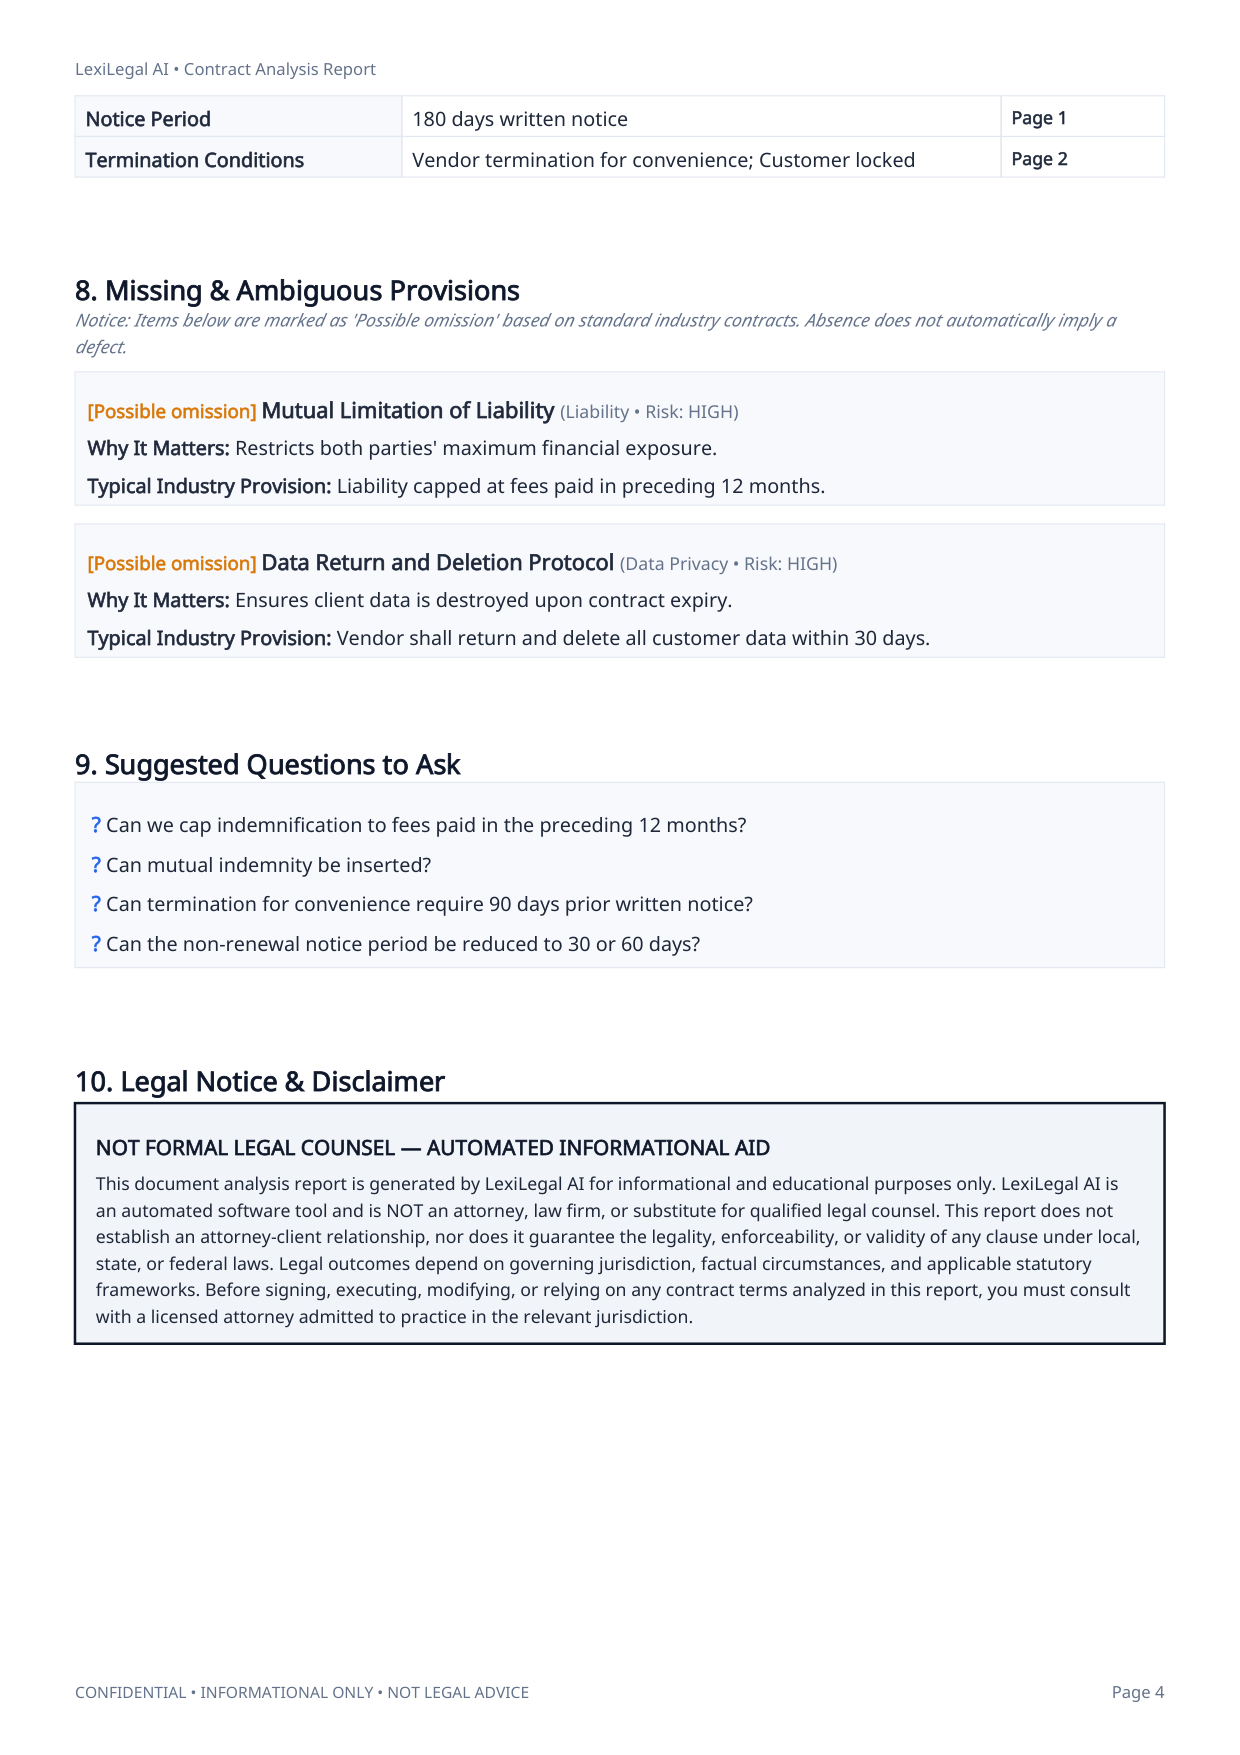 LexiLegal AI • Contract Analysis Report
Notice Period 180 days written notice Page 1
Termination Conditions Vendor termination for convenience; Customer locked Page 2
8. Missing & Ambiguous Provisions
Notice: Items below are marked as 'Possible omission' based on standard industry contracts. Absence does not automatically imply a
defect.
[Possible omission] Mutual Limitation of Liability (Liability • Risk: HIGH)
Why It Matters: Restricts both parties' maximum financial exposure.
Typical Industry Provision: Liability capped at fees paid in preceding 12 months.
[Possible omission] Data Return and Deletion Protocol (Data Privacy • Risk: HIGH)
Why It Matters: Ensures client data is destroyed upon contract expiry.
Typical Industry Provision: Vendor shall return and delete all customer data within 30 days.
9. Suggested Questions to Ask
? Can we cap indemnification to fees paid in the preceding 12 months?
? Can mutual indemnity be inserted?
? Can termination for convenience require 90 days prior written notice?
? Can the non-renewal notice period be reduced to 30 or 60 days?
10. Legal Notice & Disclaimer
NOT FORMAL LEGAL COUNSEL — AUTOMATED INFORMATIONAL AID
This document analysis report is generated by LexiLegal AI for informational and educational purposes only. LexiLegal AI is
an automated software tool and is NOT an attorney, law firm, or substitute for qualified legal counsel. This report does not
establish an attorney-client relationship, nor does it guarantee the legality, enforceability, or validity of any clause under local,
state, or federal laws. Legal outcomes depend on governing jurisdiction, factual circumstances, and applicable statutory
frameworks. Before signing, executing, modifying, or relying on any contract terms analyzed in this report, you must consult
with a licensed attorney admitted to practice in the relevant jurisdiction.
CONFIDENTIAL • INFORMATIONAL ONLY • NOT LEGAL ADVICE Page 4